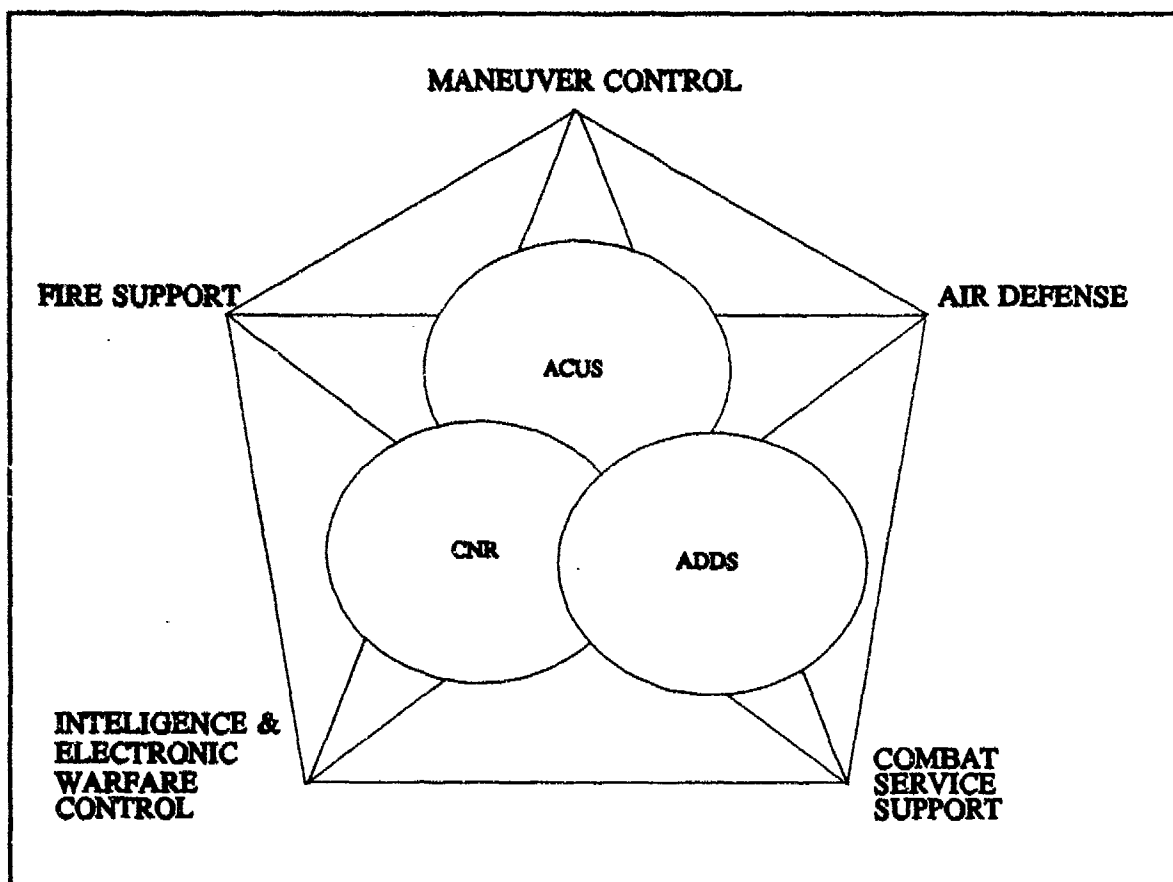 MANEUVER CONTROL
FIRE SUPPORT
AIR DEFENSE
ACUS
CNR
ADDS
INTELIGENCE &
ELECTRONIC
WARFARE
CONTROL
COMBAT
SERVICE
SUPPORT